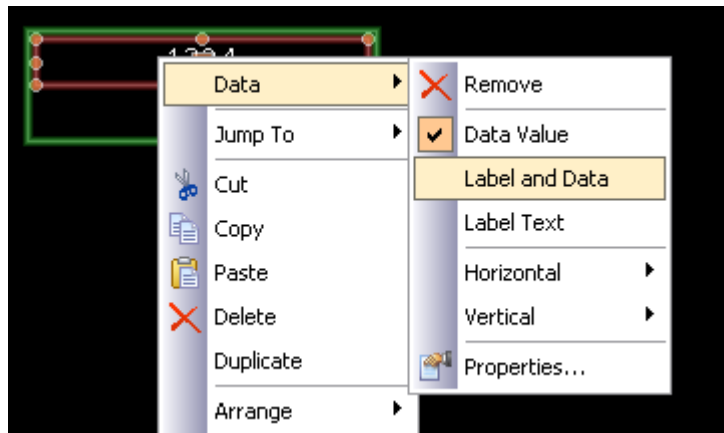 Data
Jump To
Cut
Copy
Paste
Delete
Duplicate
Arrange
Remove
Data Value
Label and Data
Label Text
Horizontal
Vertical
Properties...